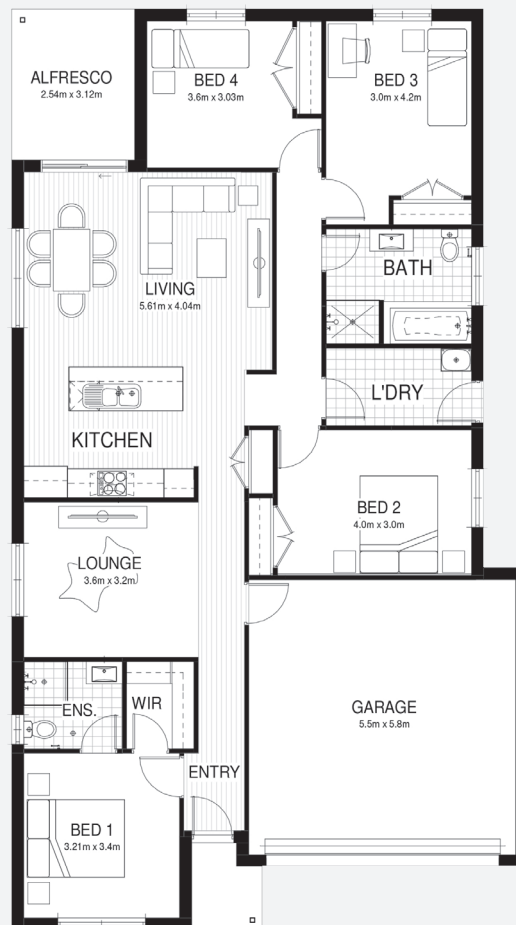 ALFRESCO
2.54m x 3.12m
BED 4
3.6m x 3.03m
BED 3
3.0m x 4.2m
LIVING
5.61m x 4.04m
BATH
L'DRY
KITCHEN
BED 2
4.0m x 3.0m
LOUNGE
3.6m x 3.2m
ENS.
WIR
GARAGE
5.5m x 5.8m
ENTRY
BED 1
3.21m x 3.4m